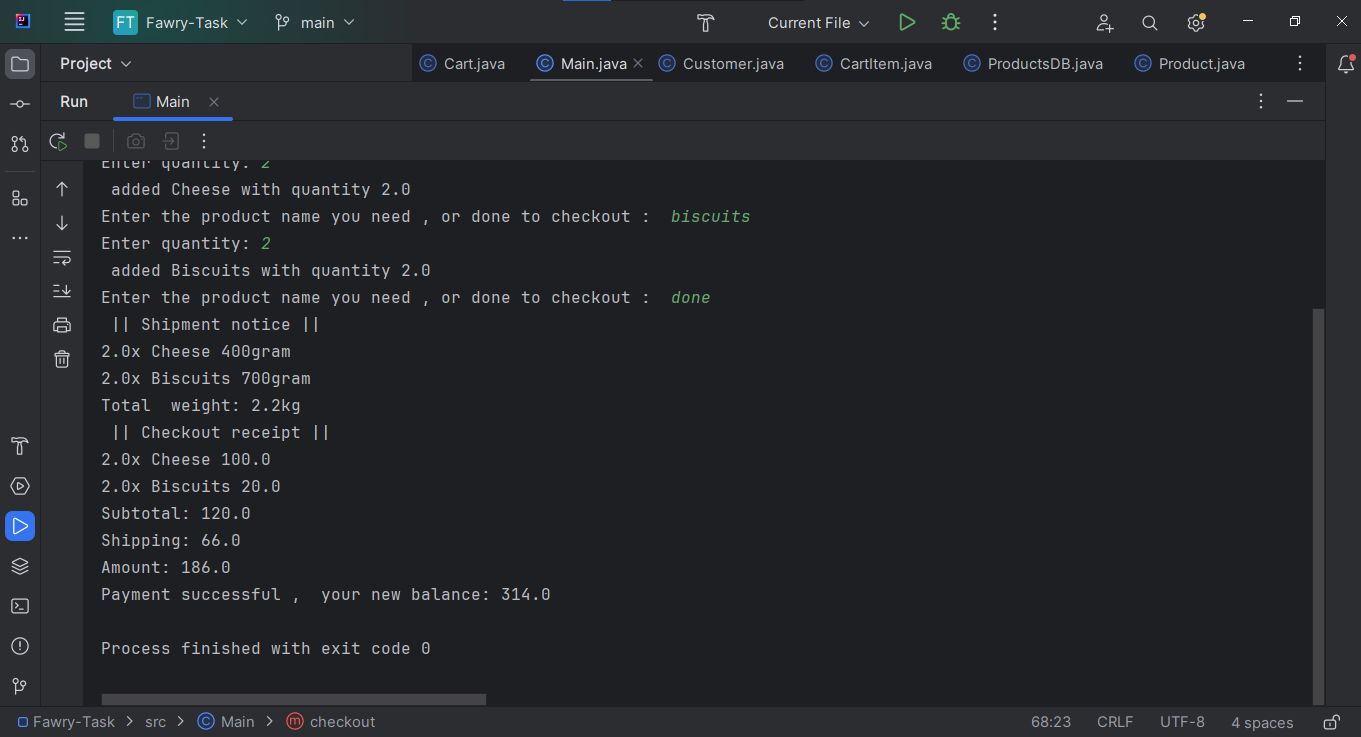 FT Fawry-Task main Current File
Project Cart.java Main.java Customer.java CartItem.java ProductsDB.java Product.java
Run Main
Enter quantity: 2
added Cheese with quantity 2.0
Enter the product name you need , or done to checkout :  biscuits
Enter quantity: 2
added Biscuits with quantity 2.0
Enter the product name you need , or done to checkout :  done
|| Shipment notice ||
2.0x Cheese 400gram
2.0x Biscuits 700gram
Total  weight: 2.2kg
|| Checkout receipt ||
2.0x Cheese 100.0
2.0x Biscuits 20.0
Subtotal: 120.0
Shipping: 66.0
Amount: 186.0
Payment successful ,  your new balance: 314.0
Process finished with exit code 0
Fawry-Task > src > Main > checkout 68:23 CRLF UTF-8 4 spaces